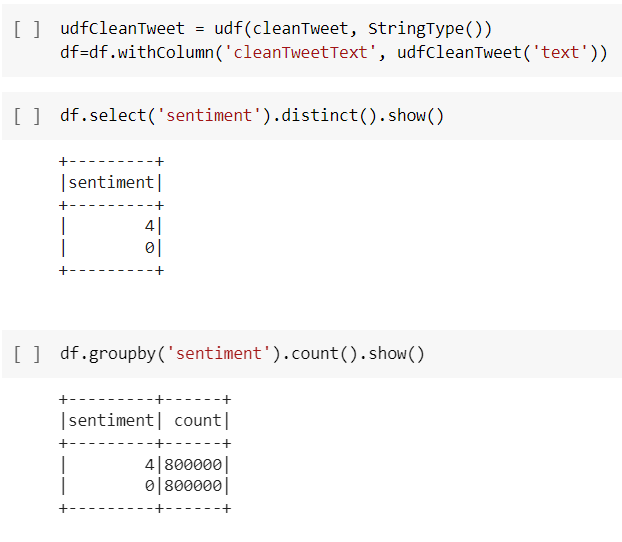 [ ] udfCleanTweet = udf(cleanTweet, StringType())
df=df.withColumn('cleanTweetText', udfCleanTweet('text'))
[ ] df.select('sentiment').distinct().show()
+---------+
|sentiment|
+---------+
|        4|
|        0|
+---------+
[ ] df.groupby('sentiment').count().show()
+---------+------+
|sentiment| count|
+---------+------+
|        4|800000|
|        0|800000|
+---------+------+